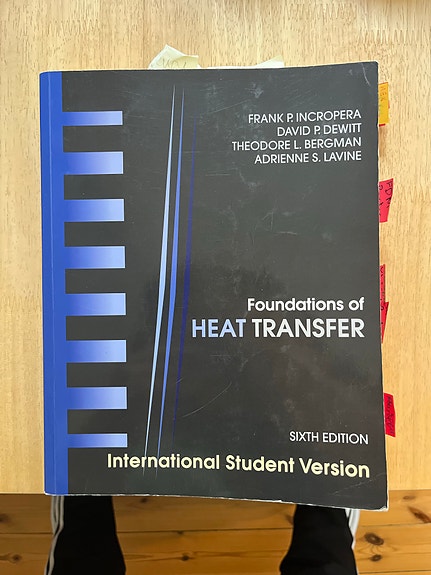 FRANK P. INCROPERA
DAVID P. DEWITT
THEODORE L. BERGMAN
ADRIENNE S. LAVINE
Foundations of
HEAT TRANSFER
SIXTH EDITION
International Student Version